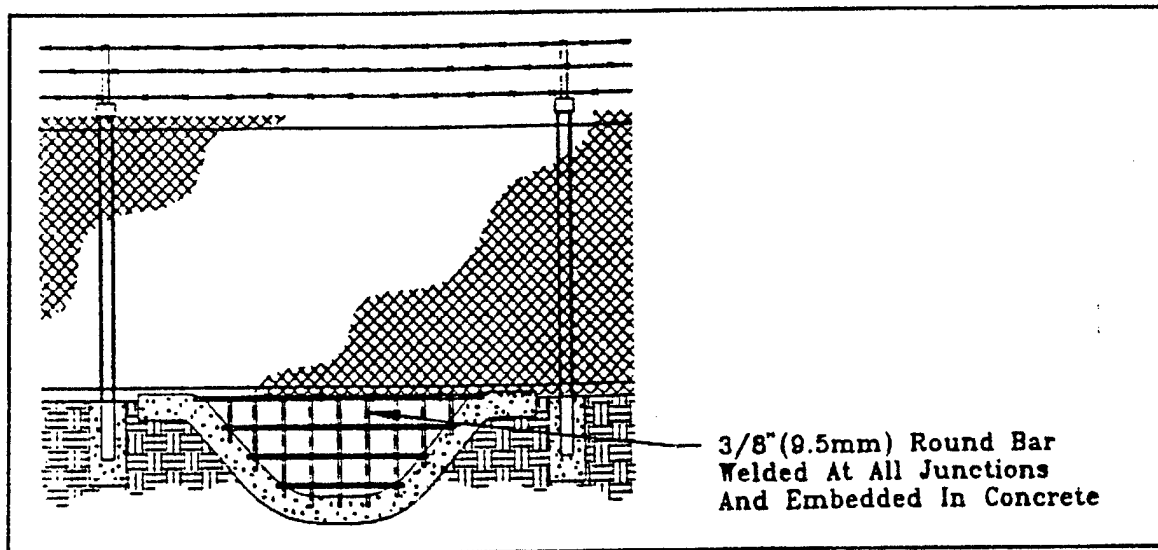 3/8"(9.5mm) Round Bar
Welded At All Junctions
And Embedded In Concrete